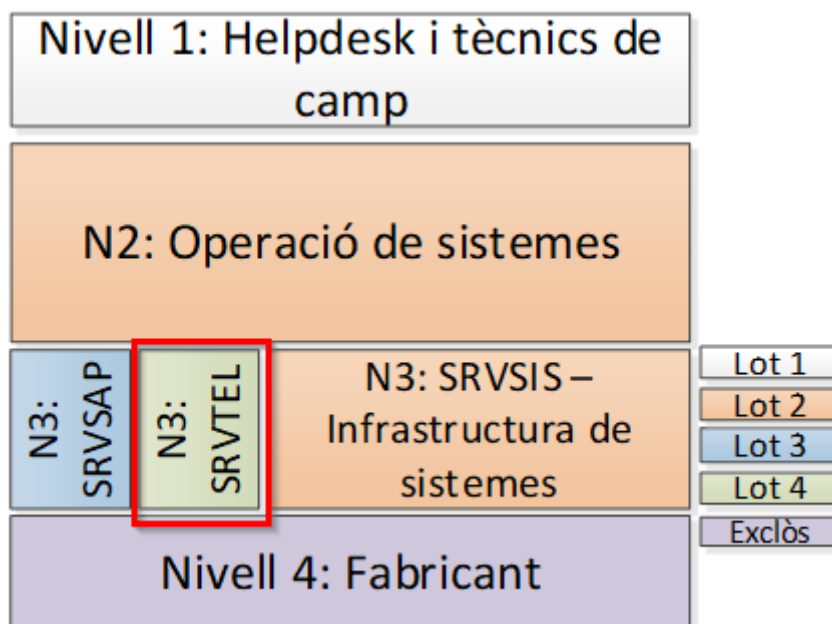 Nivell 1: Helpdesk i tècnics de
camp
N2: Operació de sistemes
N3:
SRVSAP
N3:
SRVTEL
N3: SRVSIS –
Infrastructura de
sistemes
Lot 1
Lot 2
Lot 3
Lot 4
Exclòs
Nivell 4: Fabricant